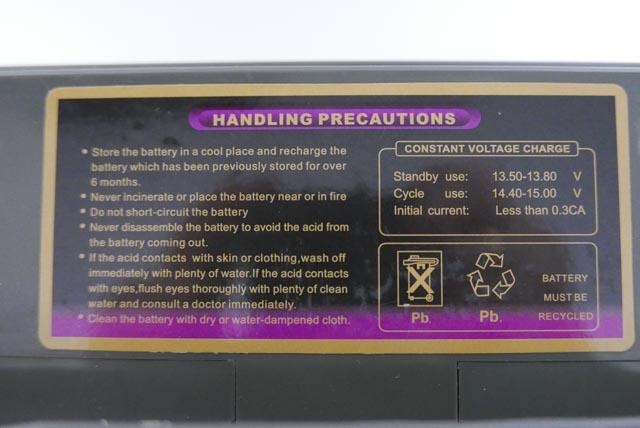 HANDLING PRECAUTIONS
• Store the battery in a cool place and recharge the
battery which has been previously stored for over
6 months.
• Never incinerate or place the battery near or in fire
• Do not short-circuit the battery
• Never disassemble the battery to avoid the acid from
the battery coming out.
• If the acid contacts with skin or clothing,wash off
immediately with plenty of water.If the acid contacts
with eyes,flush eyes thoroughly with plenty of clean
water and consult a doctor immediately.
• Clean the battery with dry or water-dampened cloth.
CONSTANT VOLTAGE CHARGE
Standby use: 13.50-13.80 V
Cycle use: 14.40-15.00 V
Initial current: Less than 0.3CA
Pb. Pb.
BATTERY
MUST BE
RECYCLED